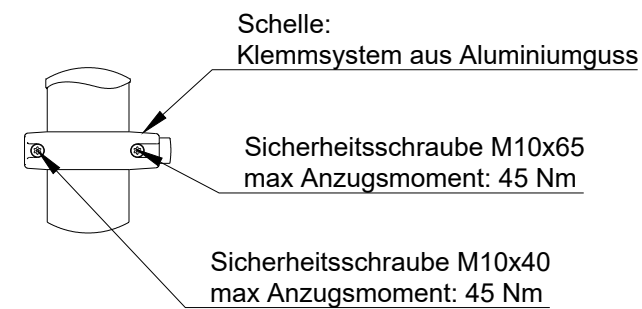 Schelle:
Klemmsystem aus Aluminiumguss
Sicherheitsschraube M10x65
max Anzugsmoment: 45 Nm
Sicherheitsschraube M10x40
max Anzugsmoment: 45 Nm